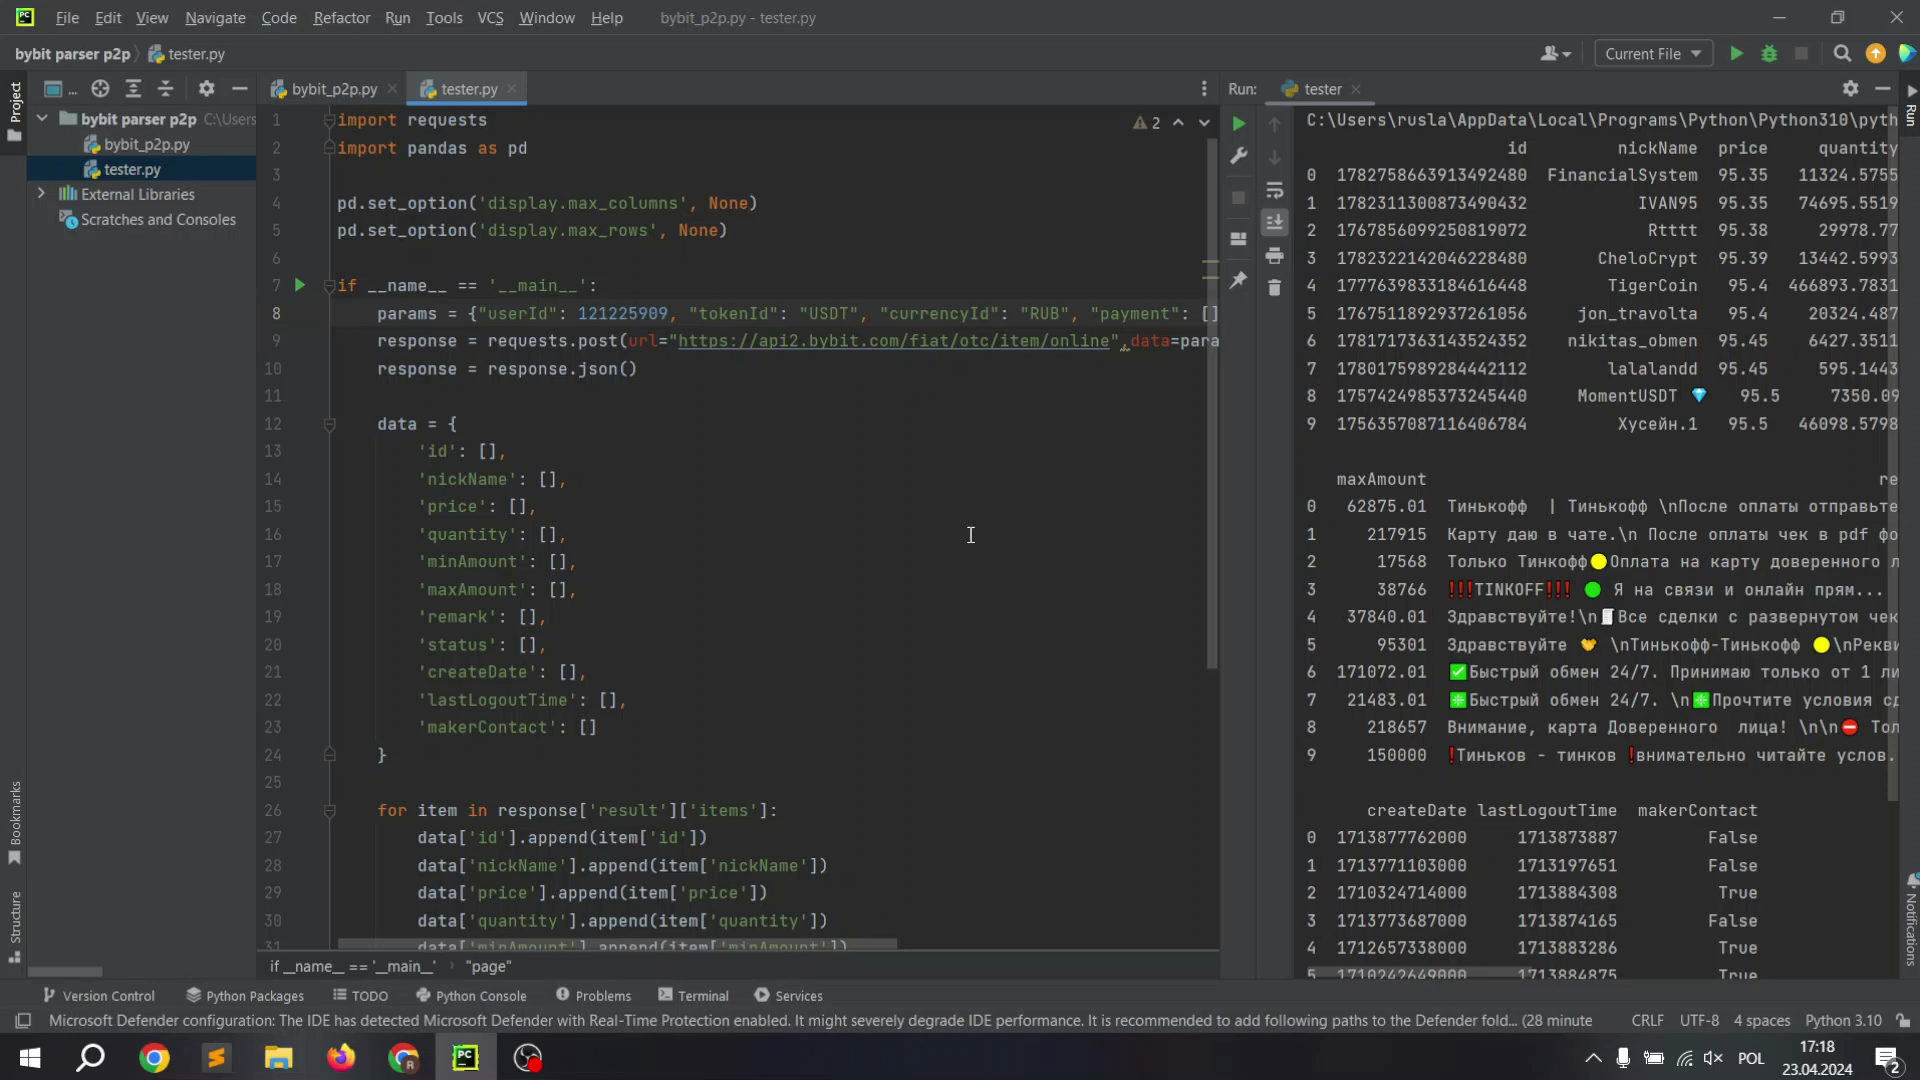 File Edit View Navigate Code Refactor Run Tools VCS Window Help bybit_p2p.py - tester.py
bybit parser p2p tester.py
Current File
Project
...
bybit parser p2p C:\Users
bybit_p2p.py
tester.py
External Libraries
Scratches and Consoles
bybit_p2p.py tester.py
2
1 import requests
2 import pandas as pd
3
4 pd.set_option('display.max_columns', None)
5 pd.set_option('display.max_rows', None)
6
7 if __name__ == '__main__':
8 params = {"userId": 121225909, "tokenId": "USDT", "currencyId": "RUB", "payment": []
9 response = requests.post(url="https://api2.bybit.com/fiat/otc/item/online", data=para
10 response = response.json()
11
12 data = {
13 'id': [],
14 'nickName': [],
15 'price': [],
16 'quantity': [],
17 'minAmount': [],
18 'maxAmount': [],
19 'remark': [],
20 'status': [],
21 'createDate': [],
22 'lastLogoutTime': [],
23 'makerContact': []
24 }
25
26 for item in response['result']['items']:
27 data['id'].append(item['id'])
28 data['nickName'].append(item['nickName'])
29 data['price'].append(item['price'])
30 data['quantity'].append(item['quantity'])
31 data['minAmount'].append(item['minAmount'])
if __name__ == '__main__' › "page"
Run: tester
C:\Users\rusla\AppData\Local\Programs\Python\Python310\pyth
id nickName price quantity
0 1782758663913492480 FinancialSystem 95.35 11324.5755
1 1782311300873490432 IVAN95 95.35 74695.5519
2 1767856099250819072 Rtttt 95.38 29978.77
3 1782322142046228480 CheloCrypt 95.39 13442.5993
4 1777639833184616448 TigerCoin 95.4 466893.7831
5 1767511892937261056 jon_travolta 95.4 20324.487
6 1781717363143524352 nikitas_obmen 95.45 6427.3511
7 1780175989284442112 lalalandd 95.45 595.1443
8 1757424985373245440 MomentUSDT 💎 95.5 7350.09
9 1756357087116406784 Хусейн.1 95.5 46098.5798
maxAmount re
0 62875.01 Тинькофф | Тинькофф \nПосле оплаты отправьте
1 217915 Карту даю в чате.\n После оплаты чек в pdf фо
2 17568 Только Тинкофф🟡Оплата на карту доверенного л
3 38766 ❗❗❗TINKOFF❗❗❗ 🟢 Я на связи и онлайн прям...
4 37840.01 Здравствуйте!\n🧾Все сделки с развернутом чек
5 95301 Здравствуйте 🤝 \nТинькофф-Тинькофф 🟡\nРекви
6 171072.01 ✅Быстрый обмен 24/7. Принимаю только от 1 ли
7 21483.01 ❇️Быстрый обмен 24/7. \n❇️Прочтите условия сд
8 218657 Внимание, карта Доверенного лица! \n\n⛔ Тол
9 150000 ❗Тиньков - тинков ❗внимательно читайте услов.
createDate lastLogoutTime makerContact
0 1713877762000 1713873887 False
1 1713771103000 1713197651 False
2 1710324714000 1713884308 True
3 1713773687000 1713874165 False
4 1712657338000 1713883286 True
5 1710242649000 1713884875 True
Run
Notifications
Bookmarks
Structure
Version Control Python Packages TODO Python Console Problems Terminal Services
Microsoft Defender configuration: The IDE has detected Microsoft Defender with Real-Time Protection enabled. It might severely degrade IDE performance. It is recommended to add following paths to the Defender fold... (28 minute CRLF UTF-8 4 spaces Python 3.10
POL
17:18
23.04.2024
2